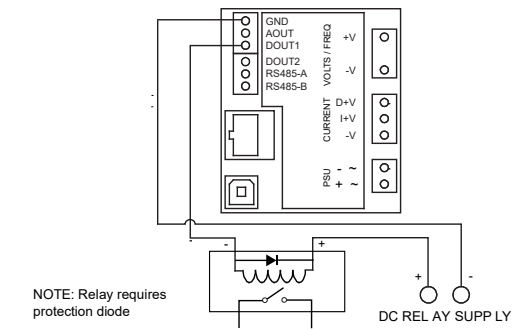 GND
AOUT
DOUT1
DOUT2
RS485-A
RS485-B
VOLTS / FREQ
+V
-V
CURRENT
D+V
I+V
-V
PSU
- ~
+ ~
-
+
-
+
-
NOTE: Relay requires
protection diode
DC REL AY SUPP LY